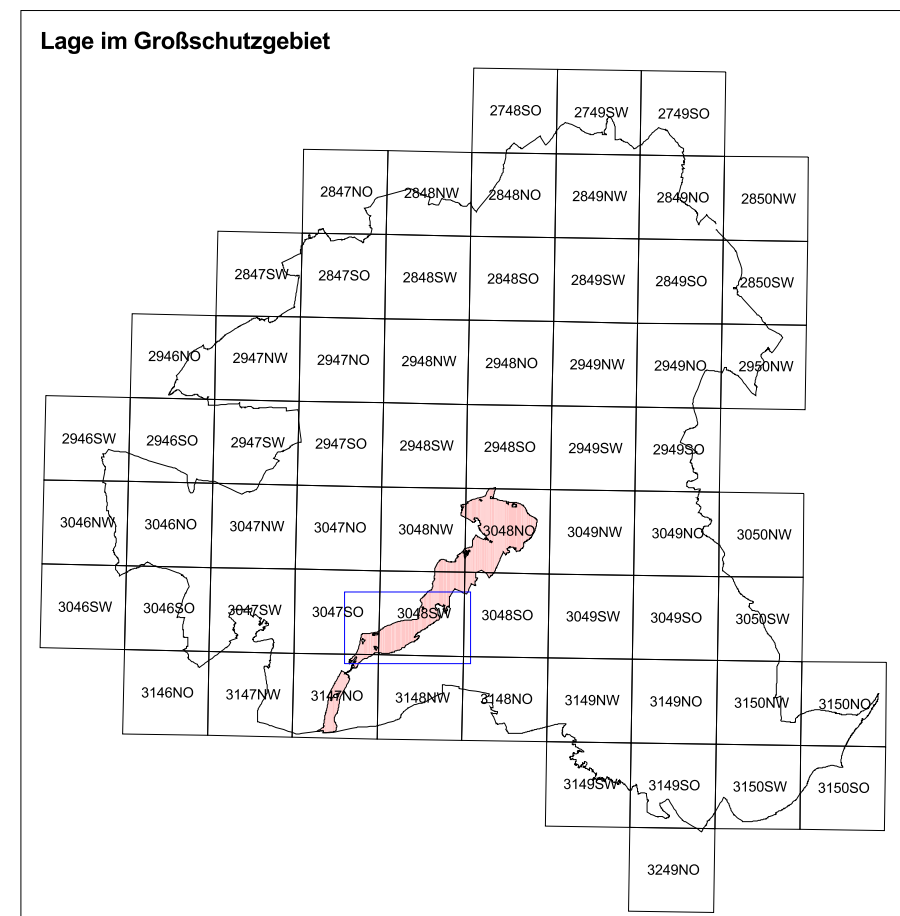 Lage im Großschutzgebiet
2748SO 2749SW 2749SO
2847NO 2848NW 2848NO 2849NW 2849NO 2850NW
2847SW 2847SO 2848SW 2848SO 2849SW 2849SO 2850SW
2946NO 2947NW 2947NO 2948NW 2948NO 2949NW 2949NO 2950NW
2946SW 2946SO 2947SW 2947SO 2948SW 2948SO 2949SW 2949SO
3046NW 3046NO 3047NW 3047NO 3048NW 3048NO 3049NW 3049NO 3050NW
3046SW 3046SO 3047SW 3047SO 3048SW 3048SO 3049SW 3049SO 3050SW
3146NO 3147NW 3147NO 3148NW 3148NO 3149NW 3149NO 3150NW 3150NO
3149SW 3149SO 3150SW 3150SO
3249NO